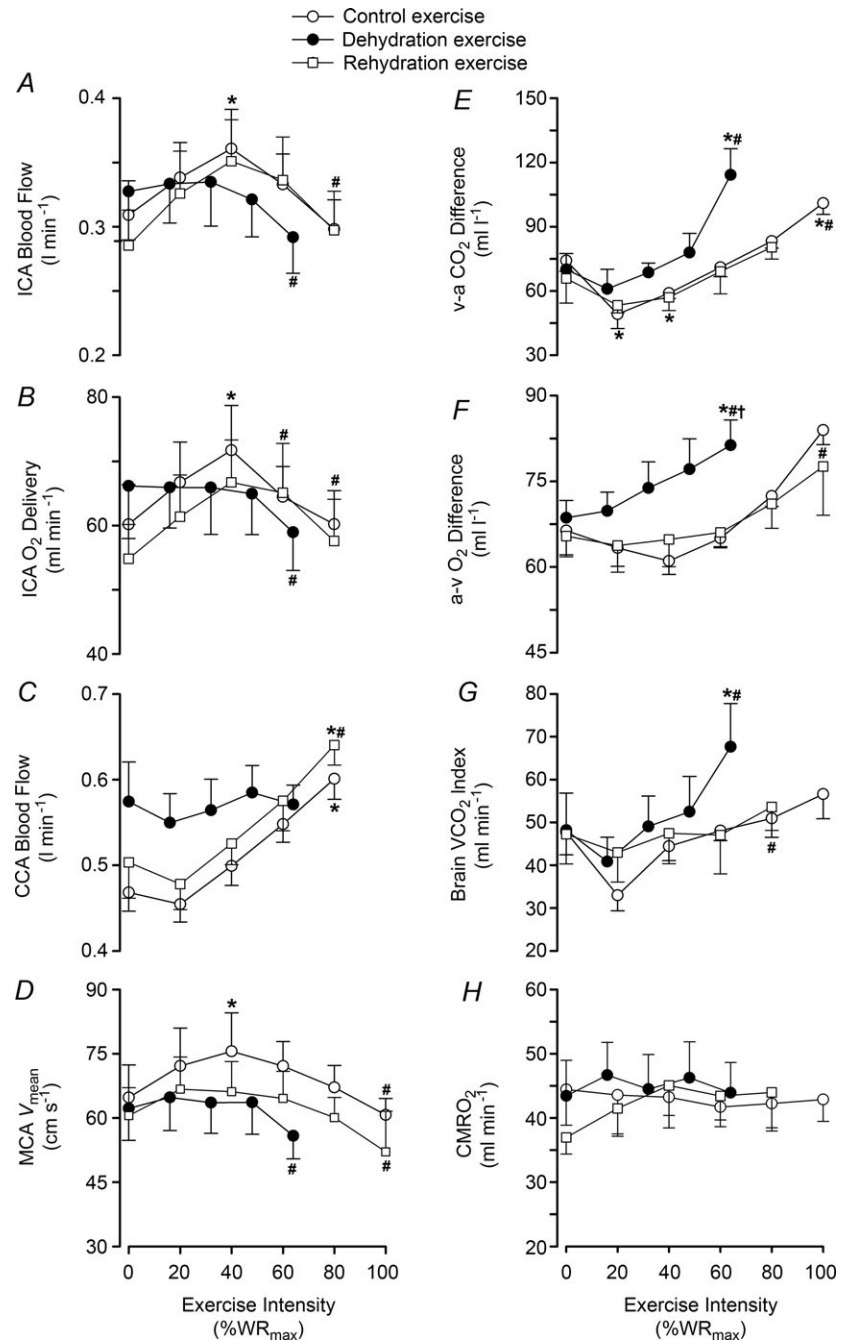 Control exercise
Dehydration exercise
Rehydration exercise
A
ICA Blood Flow
(l min⁻¹)
0.4
0.3
0.2
*
#
#
B
ICA O₂ Delivery
(ml min⁻¹)
80
60
40
*
#
#
#
C
CCA Blood Flow
(l min⁻¹)
0.7
0.6
0.5
0.4
*#
*
D
MCA Vmean
(cm s⁻¹)
90
75
60
45
30
*
#
#
#
0 20 40 60 80 100
Exercise Intensity
(%WRmax)
E
v-a CO₂ Difference
(ml l⁻¹)
150
120
90
60
30
*#
*#
*
*
F
a-v O₂ Difference
(ml l⁻¹)
90
75
60
45
*#†
#
G
Brain VCO₂ Index
(ml min⁻¹)
80
70
60
50
40
30
20
*#
#
H
CMRO₂
(ml min⁻¹)
60
50
40
30
20
0 20 40 60 80 100
Exercise Intensity
(%WRmax)